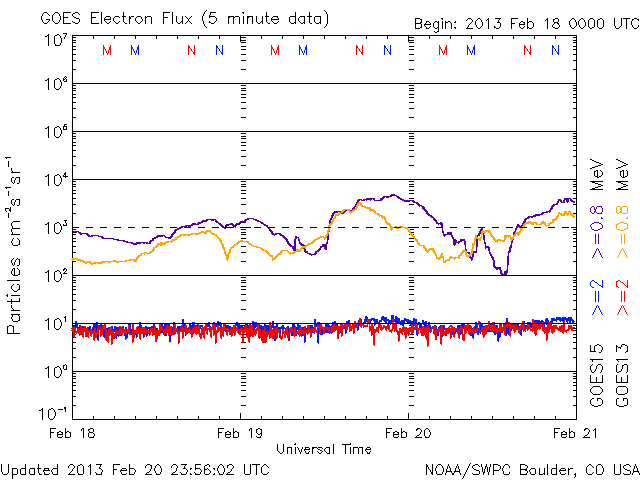 GOES Electron Flux (5 minute data)
Begin: 2013 Feb 18 0000 UTC
10⁷
M M N N M M N N M M N N
10⁶
10⁵
10⁴
10³
10²
10¹
10⁰
10⁻¹
Particles cm⁻²s⁻¹sr⁻¹
Feb 18 Feb 19 Feb 20 Feb 21
Universal Time
GOES15 >=2 >=0.8 MeV
GOES13 >=2 >=0.8 MeV
Updated 2013 Feb 20 23:56:02 UTC
NOAA/SWPC Boulder, CO USA